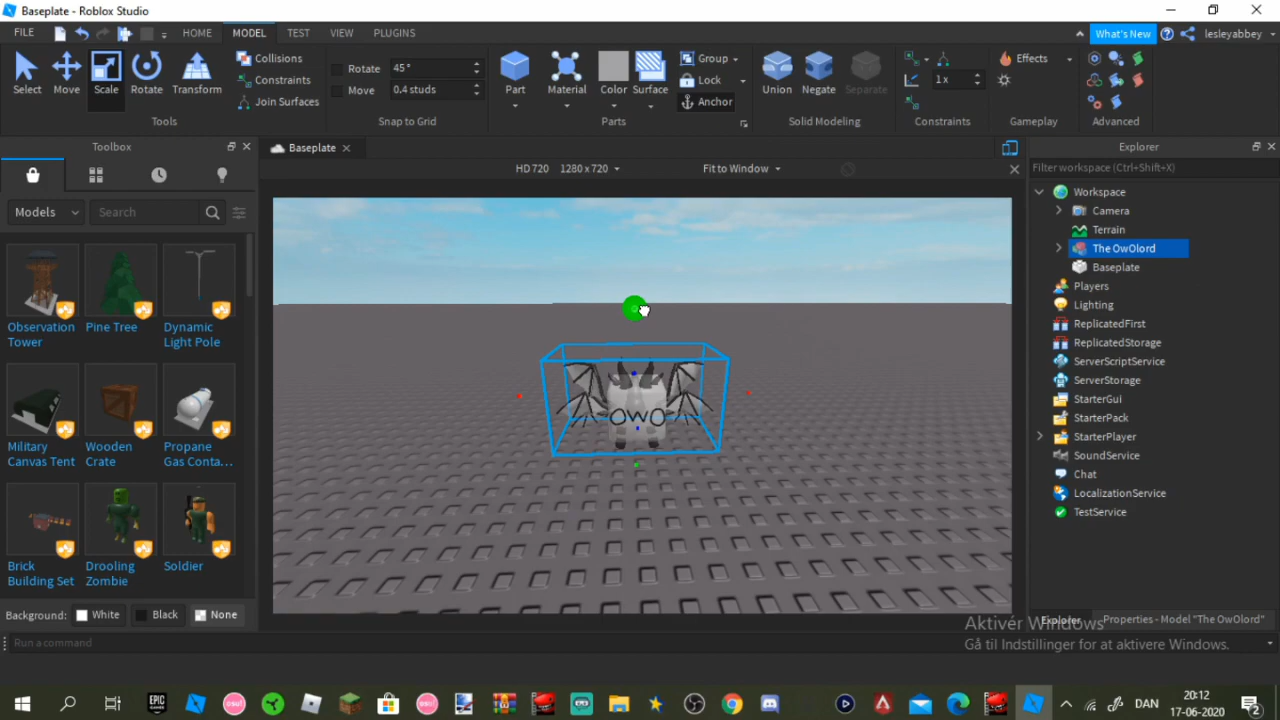 Baseplate - Roblox Studio
FILE HOME MODEL TEST VIEW PLUGINS What's New lesleyabbey
Select Move Scale Rotate Transform
Collisions
Constraints
Join Surfaces
Tools
Rotate 45°
Move 0.4 studs
Snap to Grid
Part Material Color Surface
Group
Lock
Anchor
Parts
Union Negate Separate
Solid Modeling
1 x
Constraints
Effects
Gameplay
Advanced
Toolbox
Models Search
Observation Tower
Pine Tree
Dynamic Light Pole
Military Canvas Tent
Wooden Crate
Propane Gas Conta...
Brick Building Set
Drooling Zombie
Soldier
Background: White Black None
Run a command
Baseplate
HD720 1280 x 720 Fit to Window
OWO
Explorer
Filter workspace (Ctrl+Shift+X)
Workspace
Camera
Terrain
The OwOlord
Baseplate
Players
Lighting
ReplicatedFirst
ReplicatedStorage
ServerScriptService
ServerStorage
StarterGui
StarterPack
StarterPlayer
SoundService
Chat
LocalizationService
TestService
Explorer Properties - Model "The OwOlord"
Aktivér Windows
Gå til Indstillinger for at aktivere Windows.
EPIC GAMES osu! DAN
20:12
17-06-2020
2